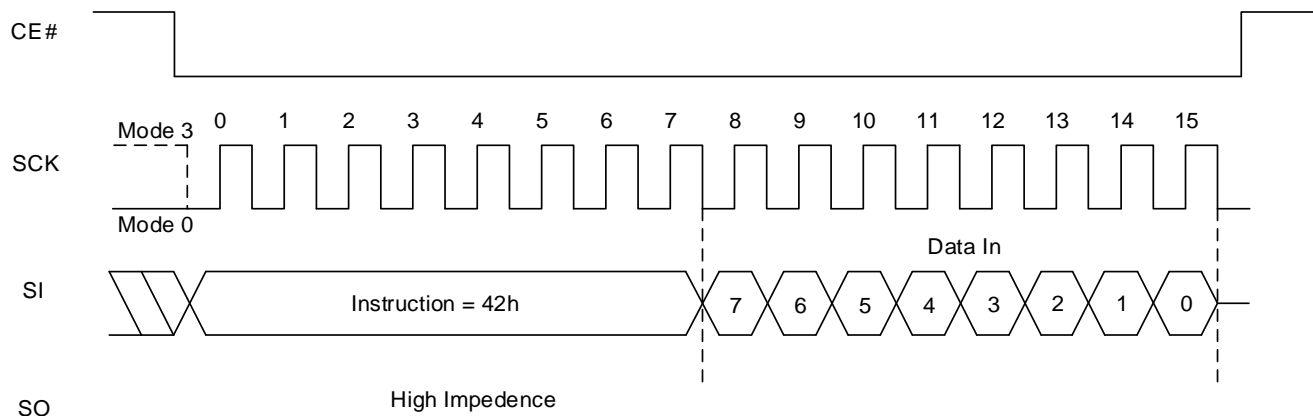 CE#
Mode 3
0 1 2 3 4 5 6 7 8 9 10 11 12 13 14 15
SCK
Mode 0
Data In
SI
Instruction = 42h
7 6 5 4 3 2 1 0
High Impedence
SO